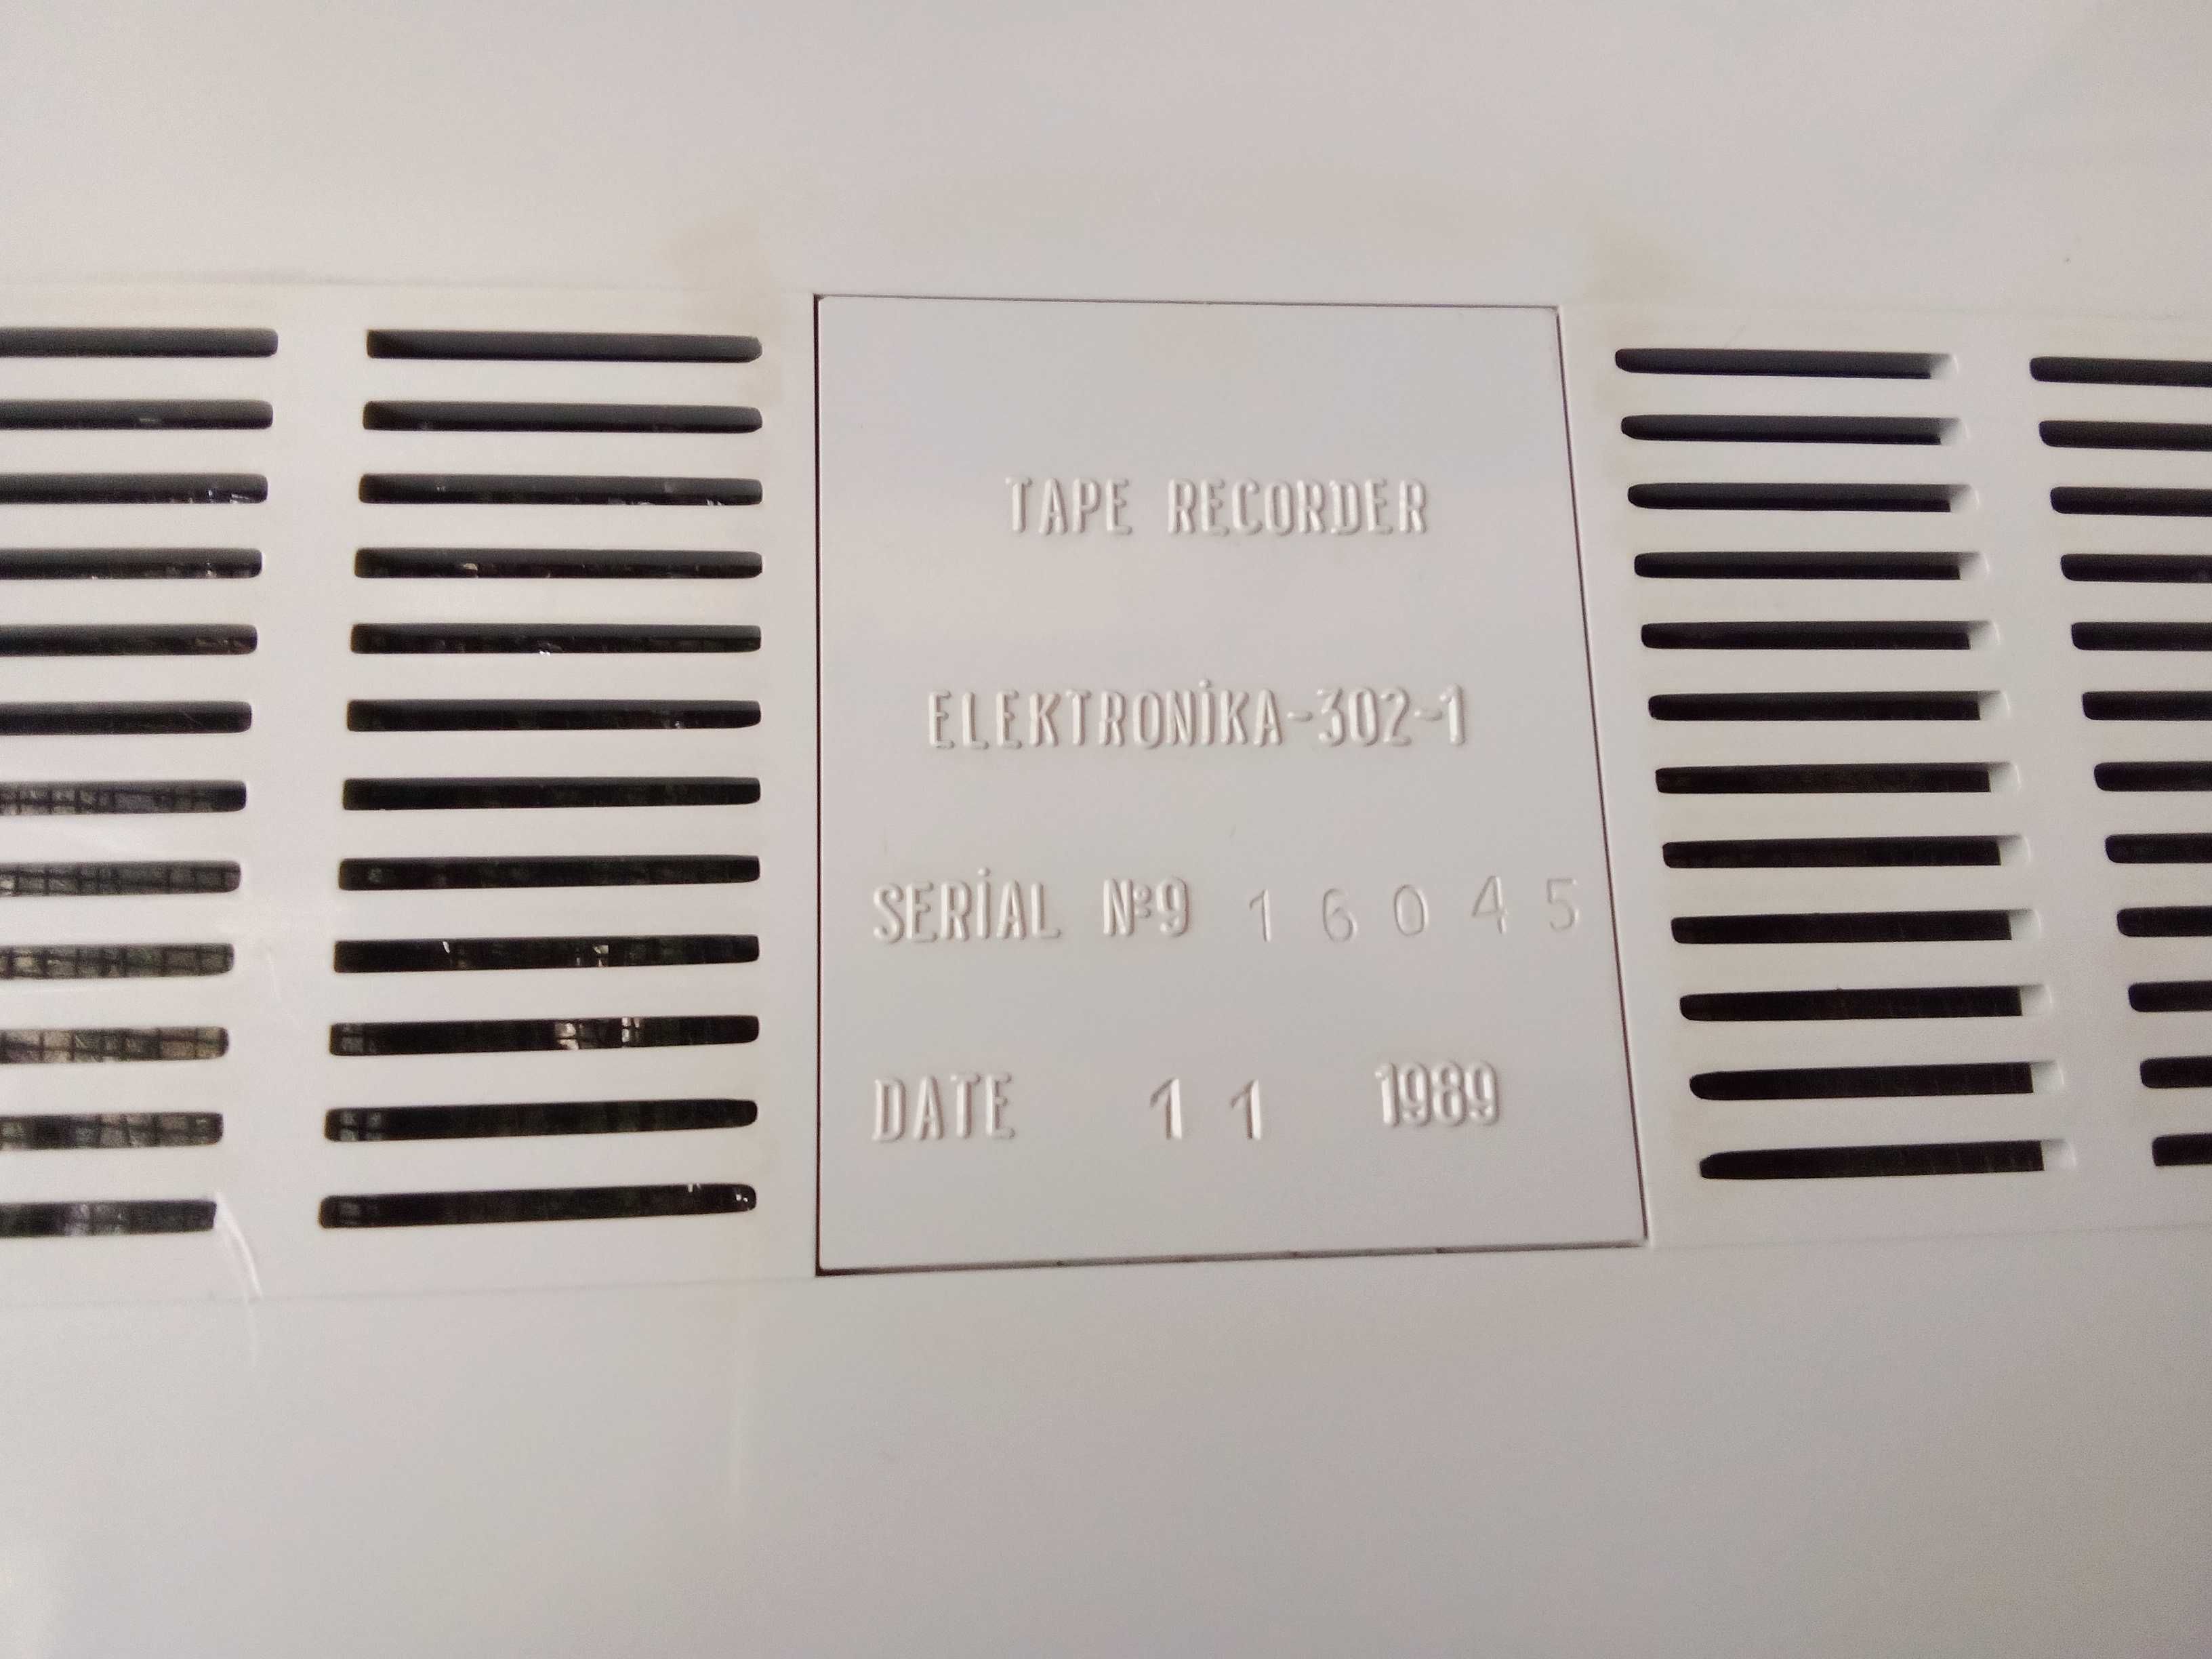 TAPE RECORDER
ELEKTRONİKA-302-1
SERİAL №9 1 6 0 4 5
DATE 1 1 1989